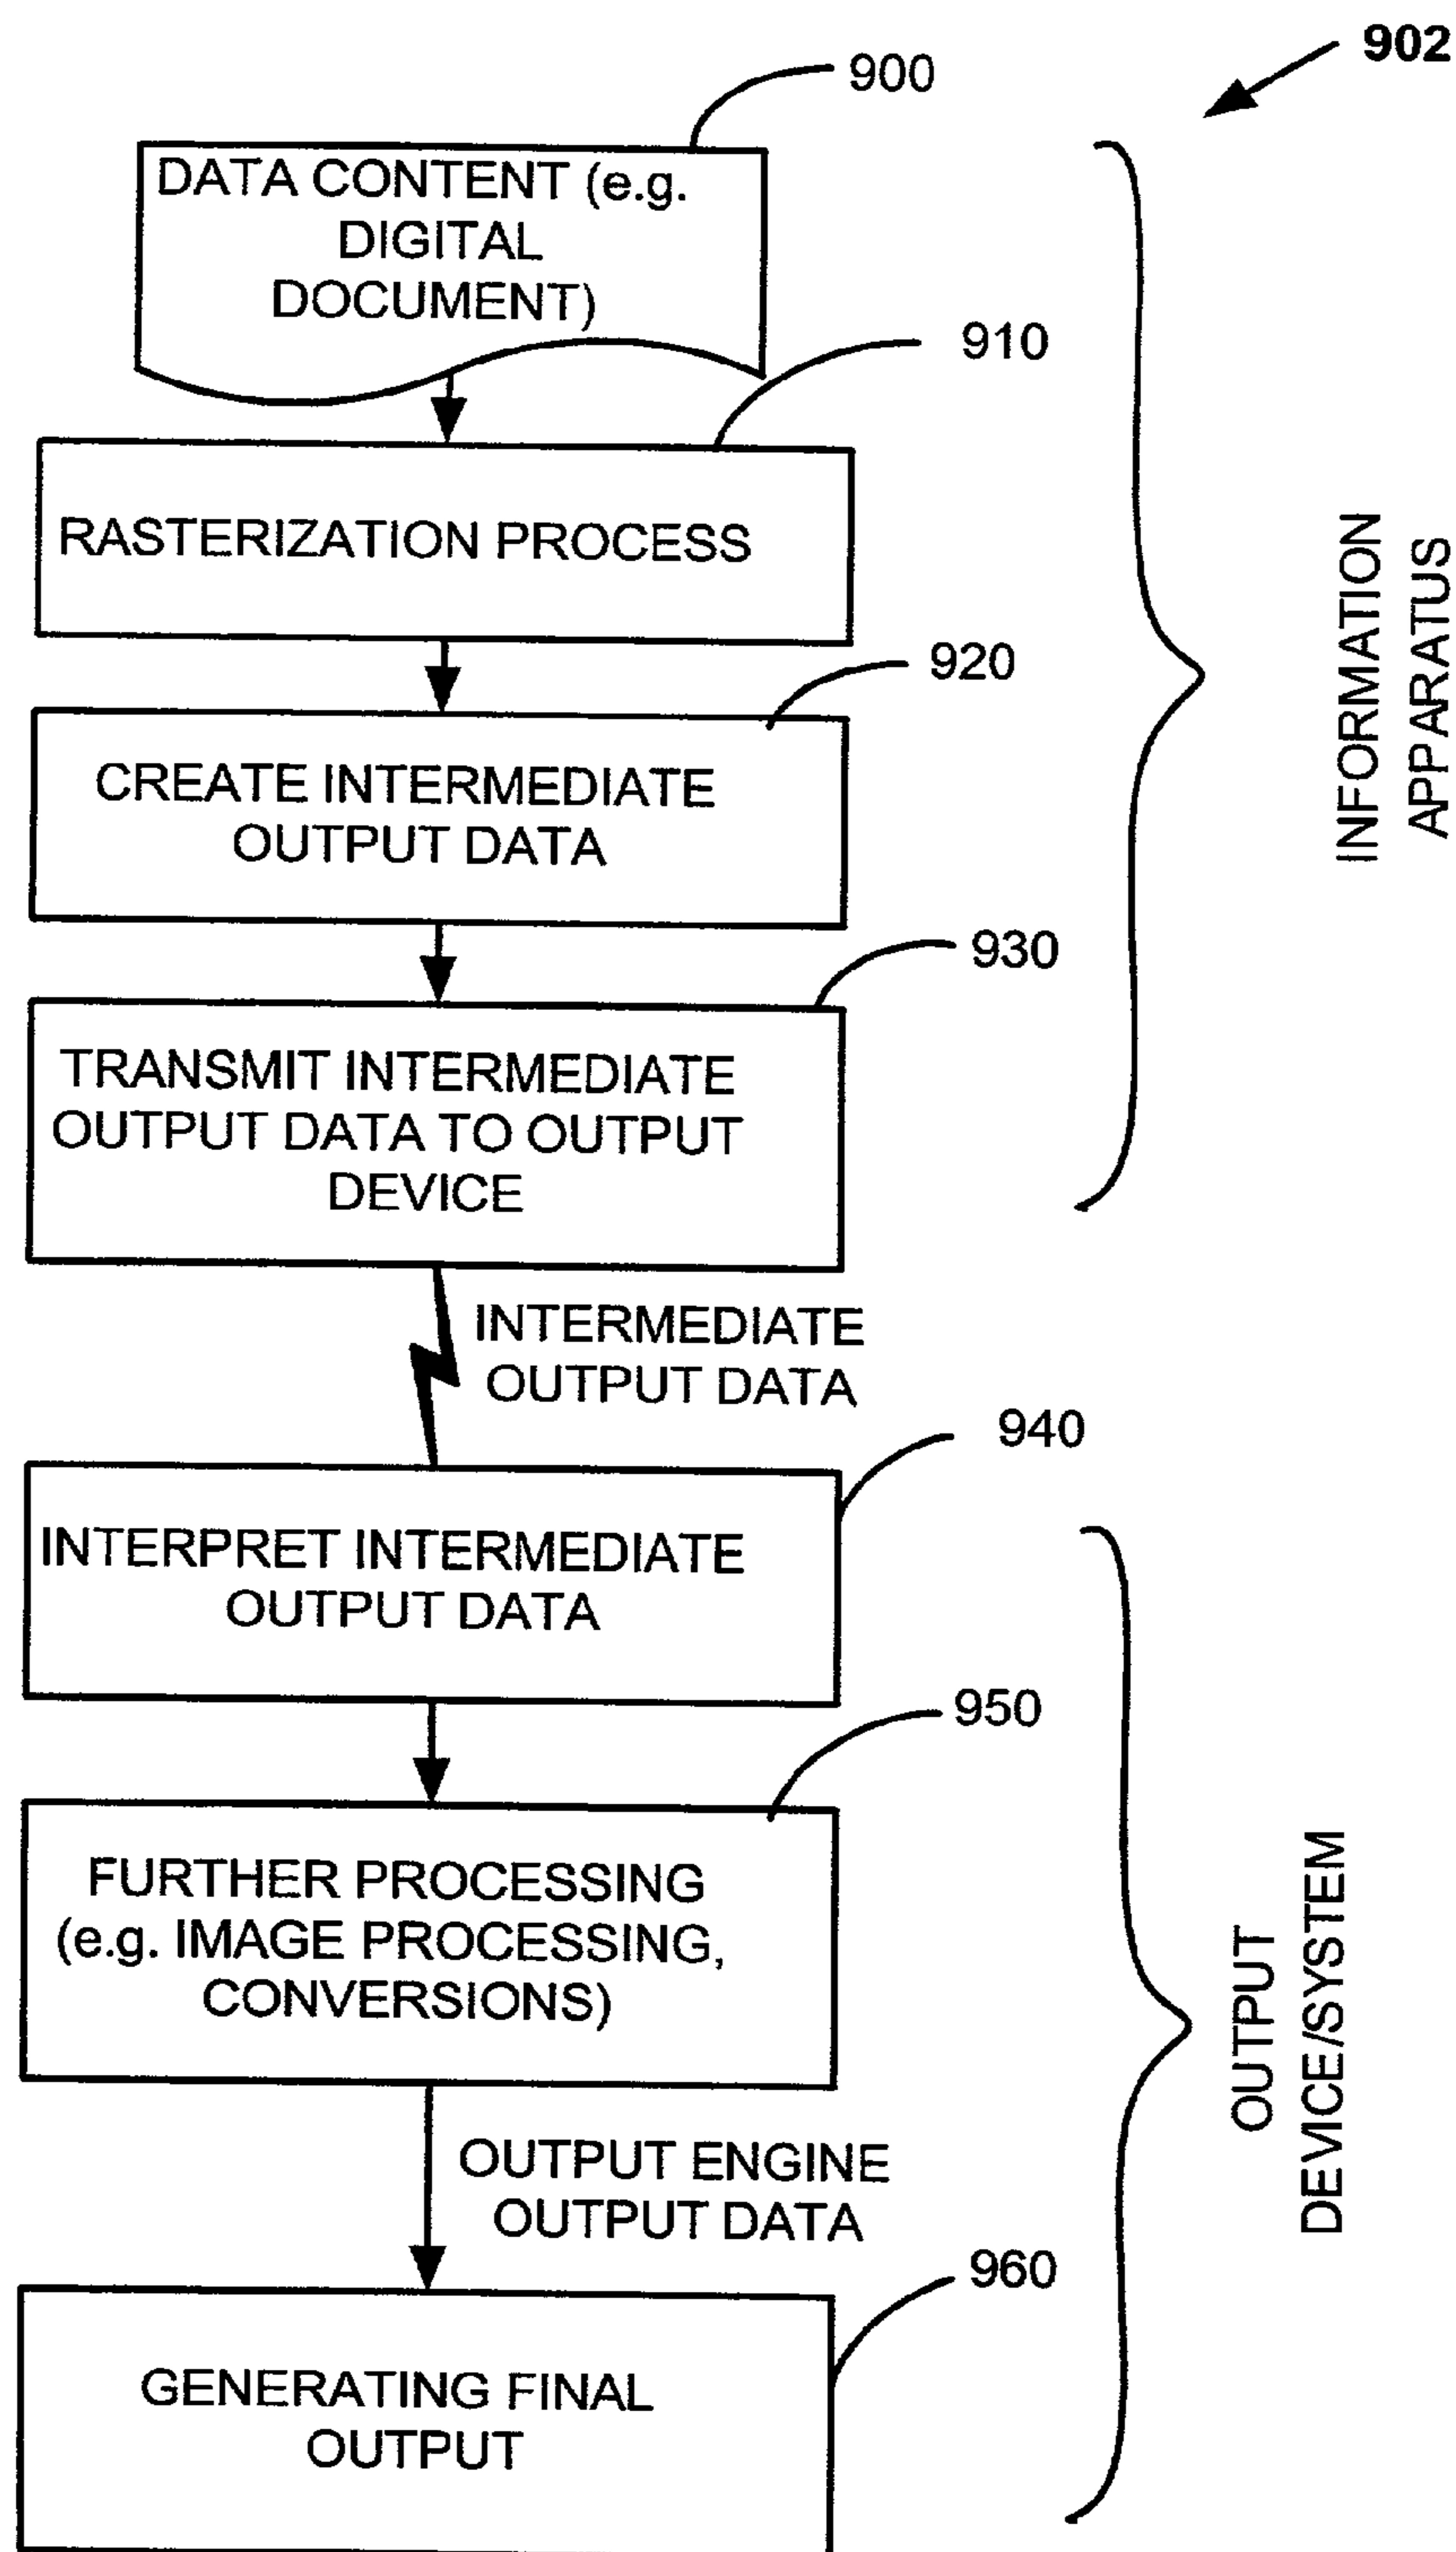 902
900
DATA CONTENT (e.g.
DIGITAL
DOCUMENT)
910
RASTERIZATION PROCESS
920
CREATE INTERMEDIATE
OUTPUT DATA
930
TRANSMIT INTERMEDIATE
OUTPUT DATA TO OUTPUT
DEVICE
INFORMATION
APPARATUS
INTERMEDIATE
OUTPUT DATA
940
INTERPRET INTERMEDIATE
OUTPUT DATA
950
FURTHER PROCESSING
(e.g. IMAGE PROCESSING,
CONVERSIONS)
OUTPUT
DEVICE/SYSTEM
OUTPUT ENGINE
OUTPUT DATA
960
GENERATING FINAL
OUTPUT